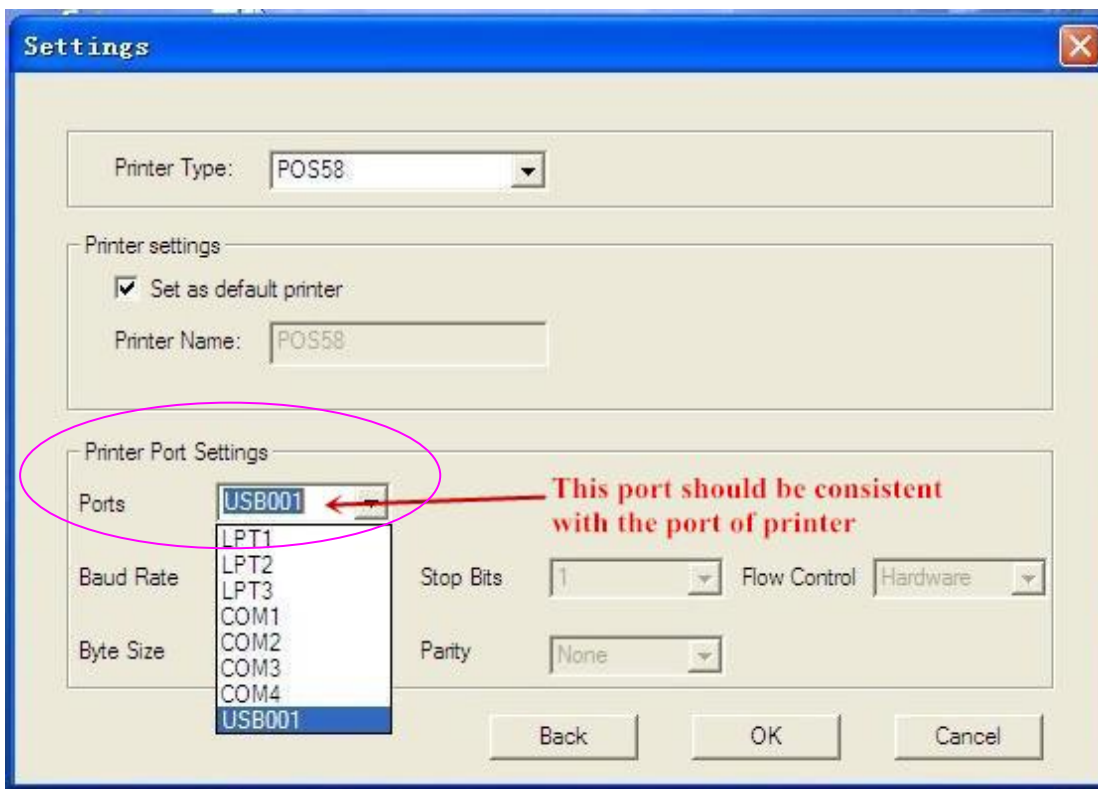 Settings
Printer Type: POS58
Printer settings
Set as default printer
Printer Name: POS58
Printer Port Settings
Ports USB001
This port should be consistent
with the port of printer
LPT1
LPT2
LPT3
COM1
COM2
COM3
COM4
USB001
Baud Rate Stop Bits 1 Flow Control Hardware
Byte Size Parity None
Back OK Cancel